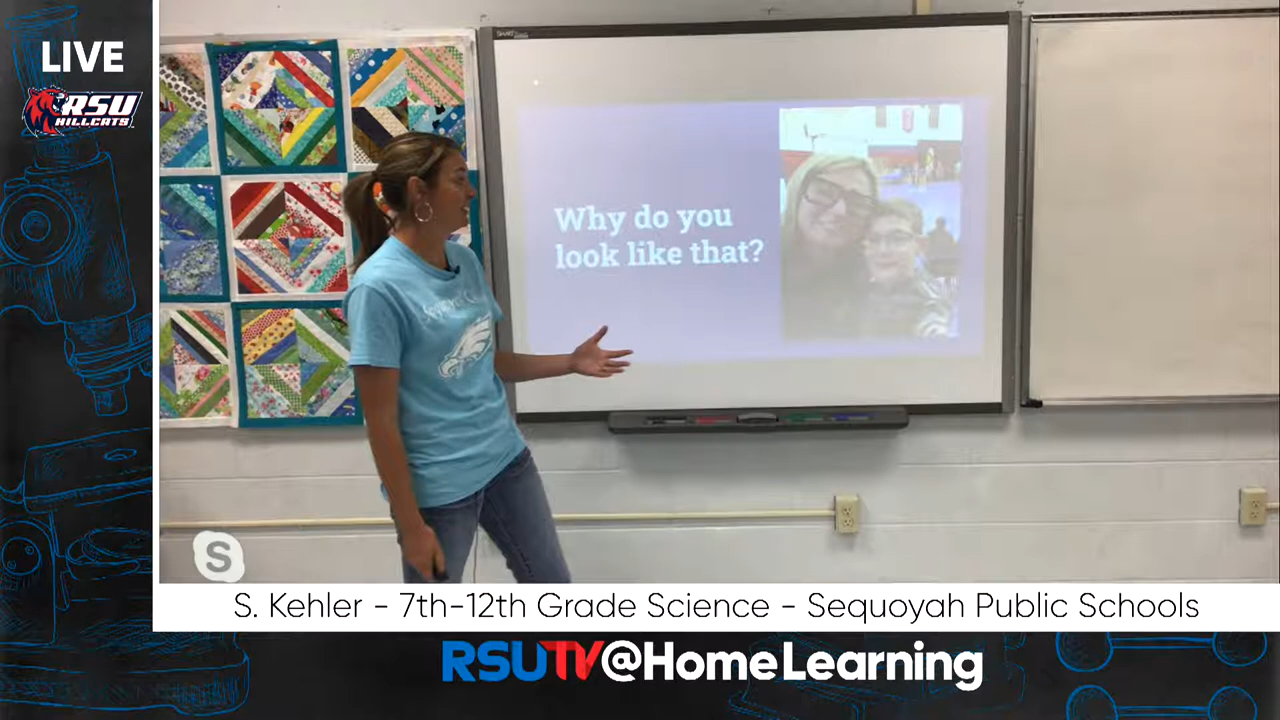 LIVE
RSU
HILLCATS
SMART
Why do you
look like that?
S
S. Kehler - 7th-12th Grade Science - Sequoyah Public Schools
RSUTV@HomeLearning